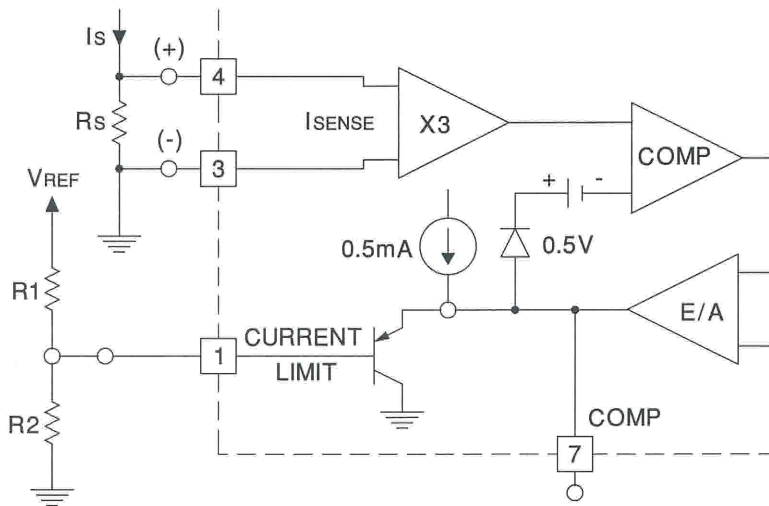 Is
(+)
4
Rs
ISENSE
X3
(-)
COMP
3
VREF
+ -
0.5mA
0.5V
R1
E/A
1
CURRENT
LIMIT
R2
COMP
7